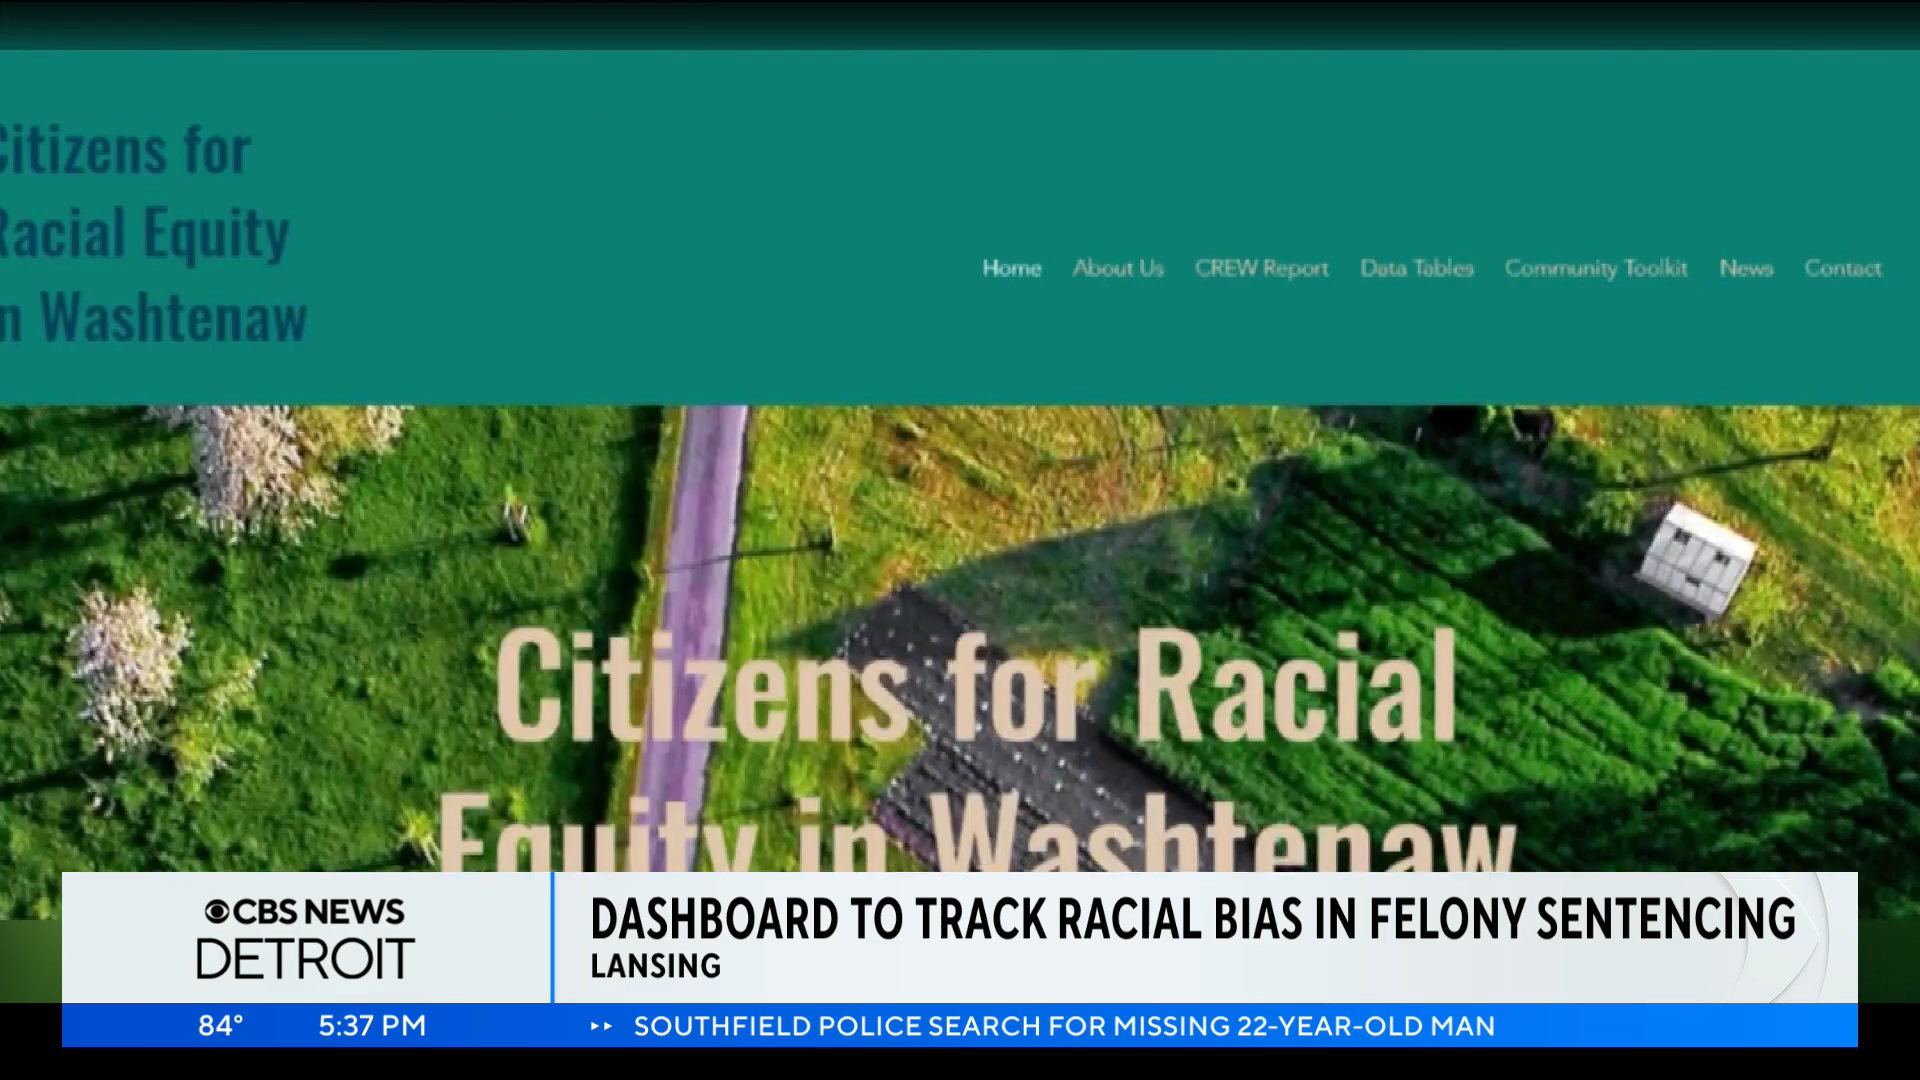 Citizens for
Racial Equity
in Washtenaw
Home About Us CREW Report Data Tables Community Toolkit News Contact
Citizens for Racial
Equity in Washtenaw
CBS NEWS
DETROIT
DASHBOARD TO TRACK RACIAL BIAS IN FELONY SENTENCING
LANSING
84° 5:37 PM SOUTHFIELD POLICE SEARCH FOR MISSING 22-YEAR-OLD MAN